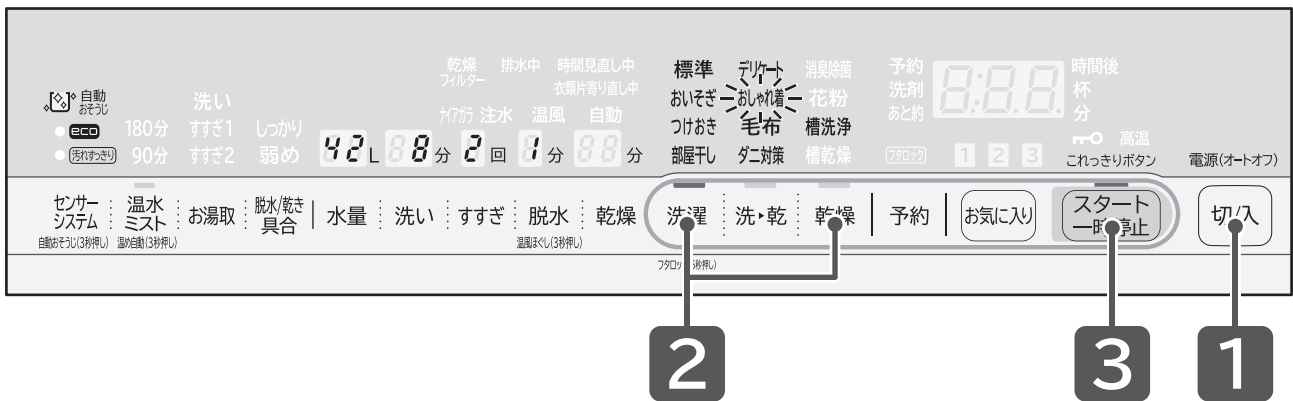 乾燥フィルター 排水中 時間見直し中
衣類片寄り直し中
ナイアガラ 注水 温風 自動
自動おそうじ
eco
汚れすっきり
180分
90分
洗い
すすぎ1
すすぎ2
しっかり
弱め
42L 88分 2回 1分 88分
標準 デリケート 消臭除菌
おいそぎ おしゃれ着 花粉
つけおき 毛布 槽洗浄
部屋干し ダニ対策 槽乾燥
予約
洗剤
あと約
8:88
時間後
杯
分
高温
フタロック 1 2 3
これっきりボタン
電源(オートオフ)
センサーシステム 温水ミスト お湯取 脱水/乾き具合 水量 洗い すすぎ 脱水 乾燥 洗濯 洗・乾 乾燥 予約 お気に入り スタート一時停止 切/入
自動おそうじ(3秒押し) 温め自動(3秒押し) 温風ほぐし(3秒押し)
2 3 1